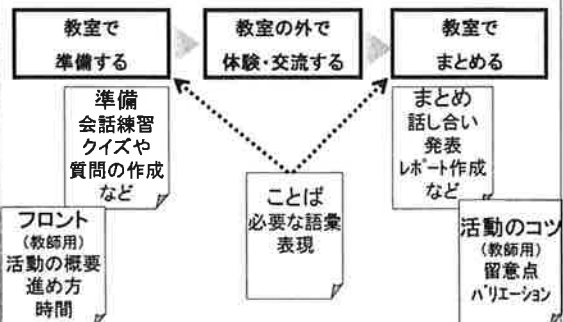 教室で
準備する
教室の外で
体験・交流する
教室で
まとめる
準備
会話練習
クイズや
質問の作成
など
フロント
(教師用)
活動の概要
進め方
時間
ことば
必要な語彙
表現
まとめ
話し合い
発表
レポート作成
など
活動のコツ
(教師用)
留意点
バリエーション